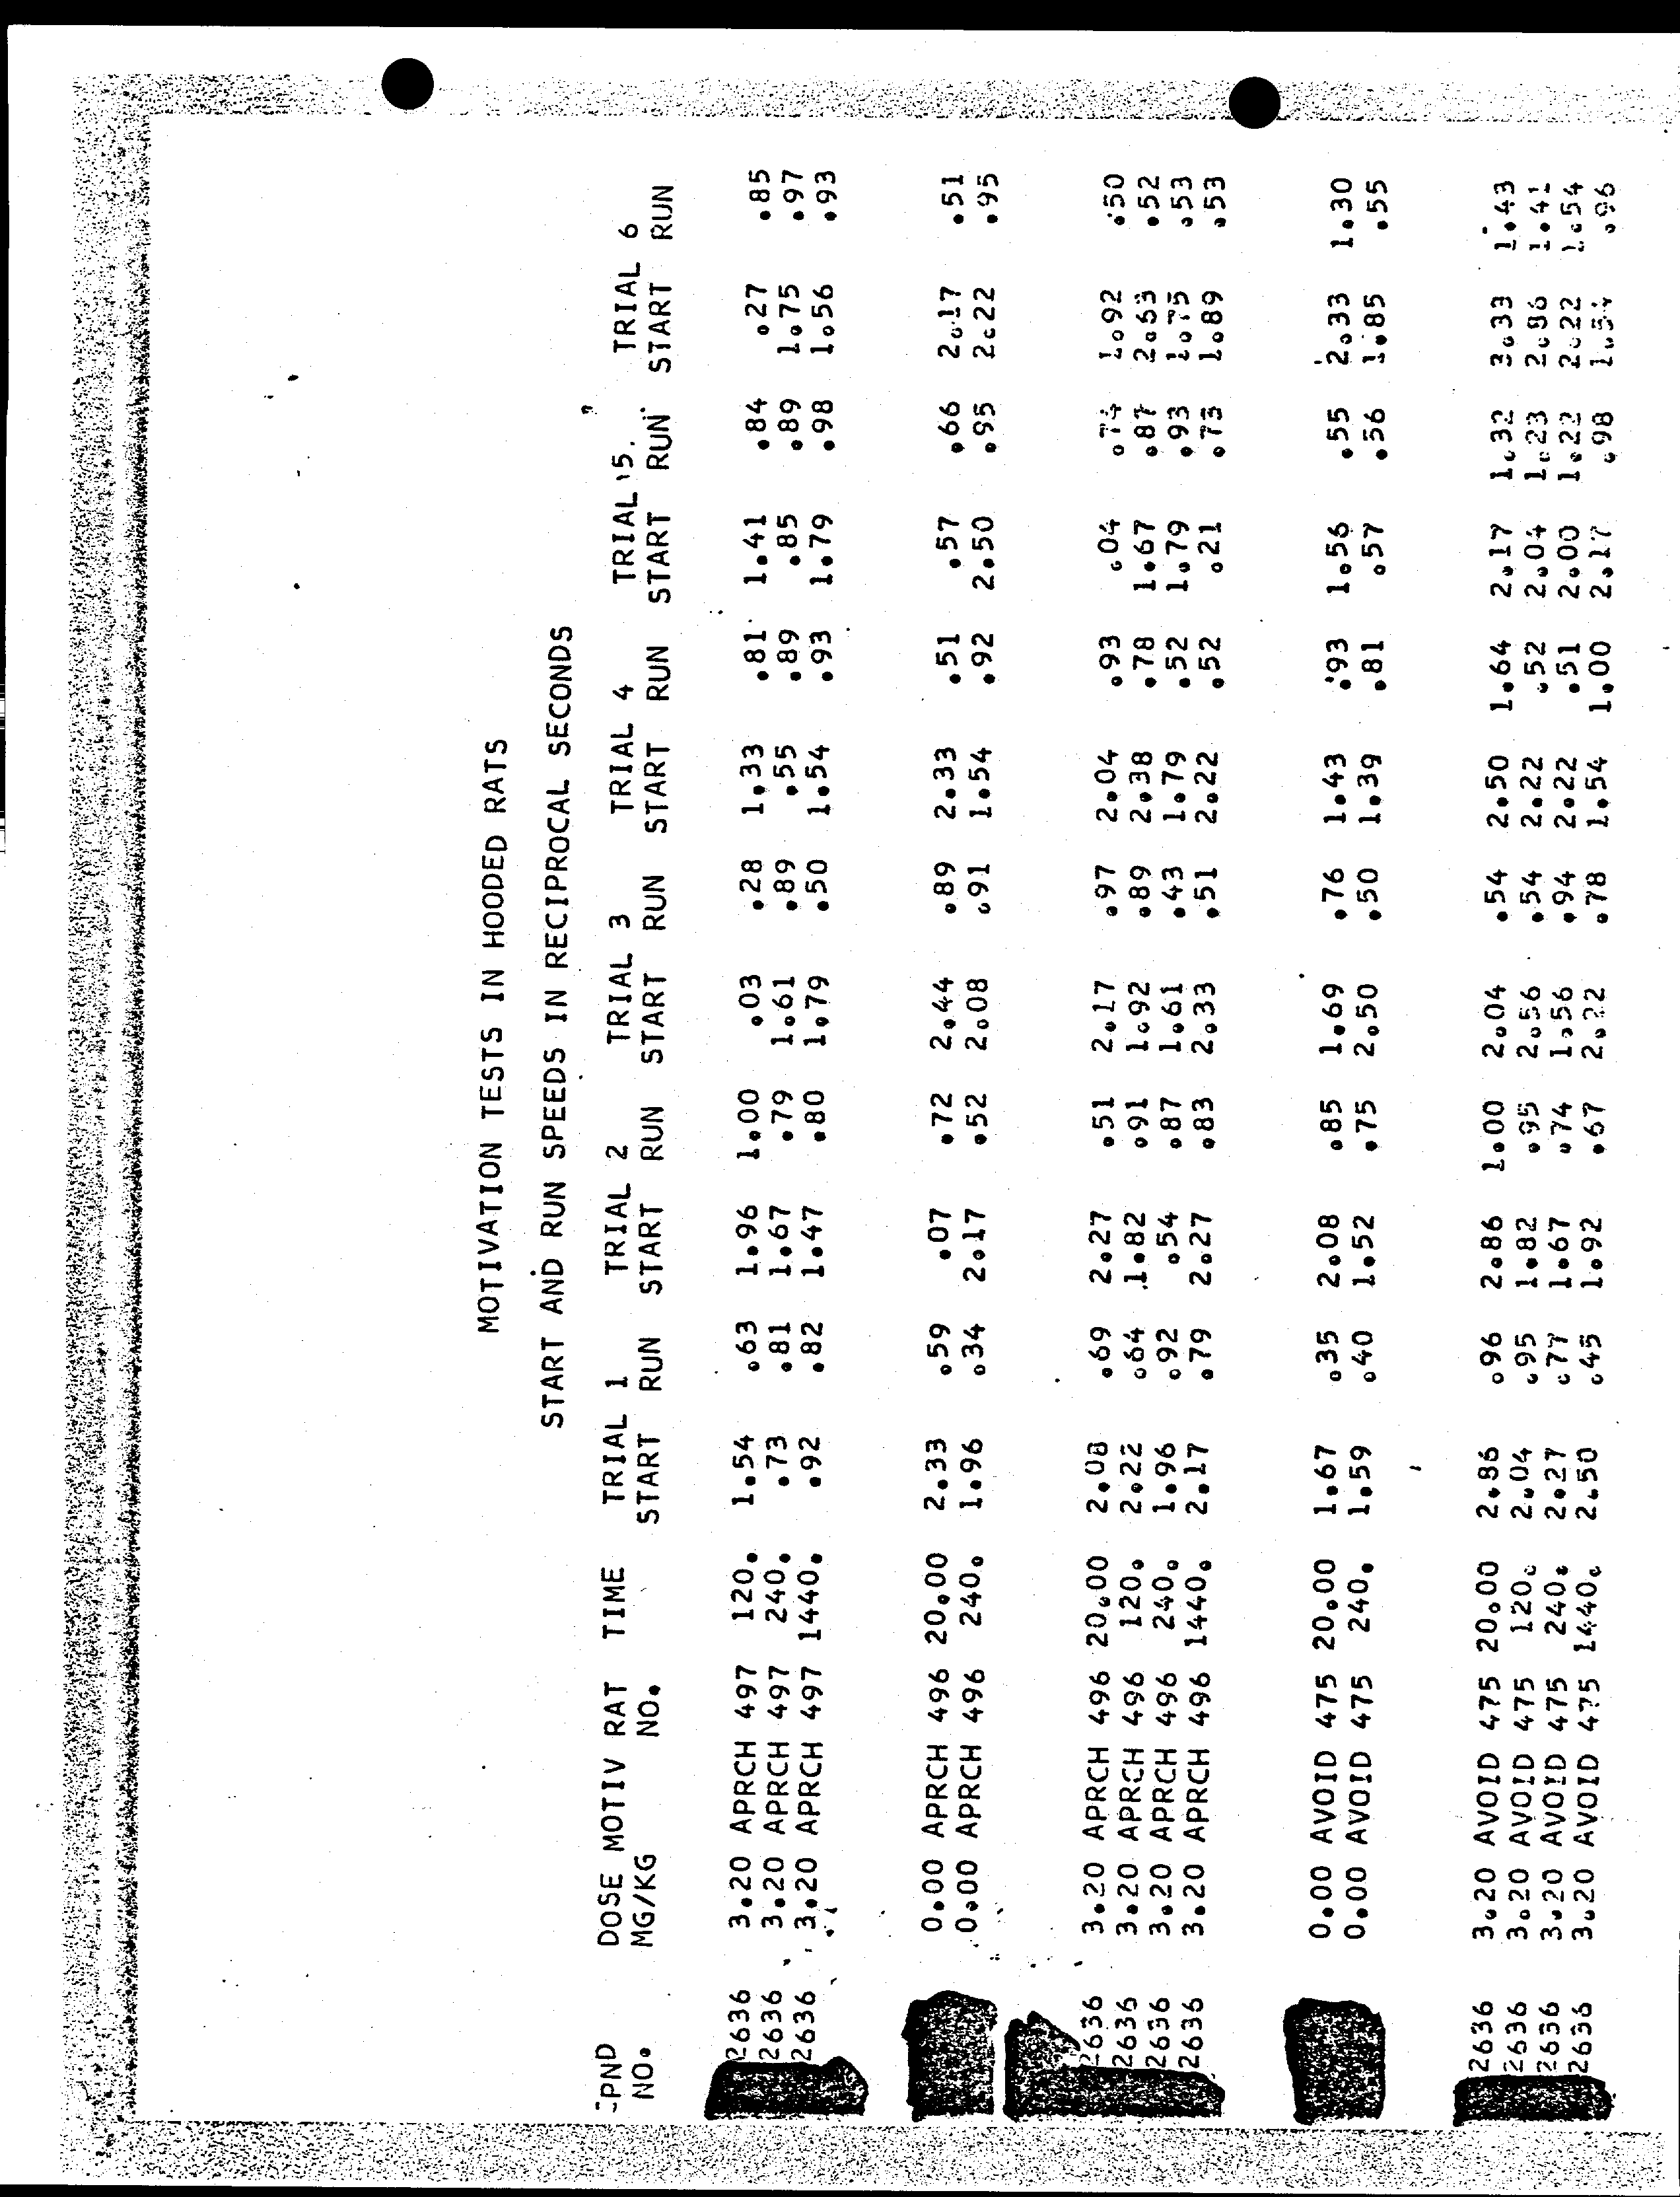 MOTIVATION TESTS IN HOODED RATS
START AND RUN SPEEDS IN RECIPROCAL SECONDS
PND DOSE MOTIV RAT TIME TRIAL 1 TRIAL 2 TRIAL 3 TRIAL 4 TRIAL 5. TRIAL 6
NO. MG/KG NO. START RUN START RUN START RUN START RUN START RUN START RUN
2636 3.20 APRCH 497 120. 1.54 .63 1.96 1.00 .03 .28 1.33 .81 1.41 .84 .27 .85
2636 3.20 APRCH 497 240. .73 .81 1.67 .79 1.61 .89 .55 .89 .85 .89 1.75 .97
2636 3.20 APRCH 497 1440. .92 .82 1.47 .80 1.79 .50 1.54 .93 1.79 .98 1.56 .93
0.00 APRCH 496 20.00 2.33 .59 .07 .72 2.44 .89 2.33 .51 .57 .66 2.17 .51
0.00 APRCH 496 240. 1.96 .34 2.17 .52 2.08 .91 1.54 .92 2.50 .95 2.22 .95
2636 3.20 APRCH 496 20.00 2.08 .69 2.27 .51 2.17 .97 2.04 .93 .04 .74 1.92 .50
2636 3.20 APRCH 496 120. 2.22 .64 1.82 .91 1.92 .89 2.38 .78 1.67 .87 2.63 .52
2636 3.20 APRCH 496 240. 1.96 .92 .54 .87 1.61 .43 1.79 .52 1.79 .93 1.75 .53
2636 3.20 APRCH 496 1440. 2.17 .79 2.27 .83 2.33 .51 2.22 .52 .21 .73 1.89 .53
0.00 AVOID 475 20.00 1.67 .35 2.08 .85 1.69 .76 1.43 .93 1.56 .55 2.33 1.30
0.00 AVOID 475 240. 1.59 .40 1.52 .75 2.50 .50 1.39 .81 .57 .56 1.85 .55
2636 3.20 AVOID 475 20.00 2.86 .96 2.86 1.00 2.04 .54 2.50 1.64 2.17 1.32 3.33 1.43
2636 3.20 AVOID 475 120. 2.04 .95 1.82 .95 2.56 .54 2.22 .52 2.04 1.23 2.86 1.41
2636 3.20 AVOID 475 240. 2.27 .77 1.67 .74 1.56 .94 2.22 .51 2.00 1.22 2.22 1.54
2636 3.20 AVOID 475 1440. 2.50 .45 1.92 .67 2.22 .78 1.54 1.00 2.17 .98 1.54 .96